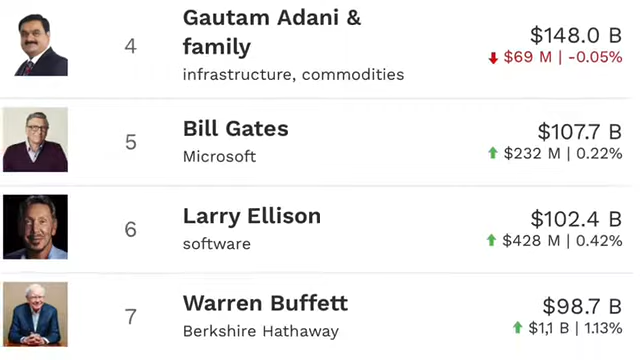 4
Gautam Adani &
family
infrastructure, commodities
$148.0 B
$69 M | -0.05%
5
Bill Gates
Microsoft
$107.7 B
$232 M | 0.22%
6
Larry Ellison
software
$102.4 B
$428 M | 0.42%
7
Warren Buffett
Berkshire Hathaway
$98.7 B
$1,1 B | 1.13%